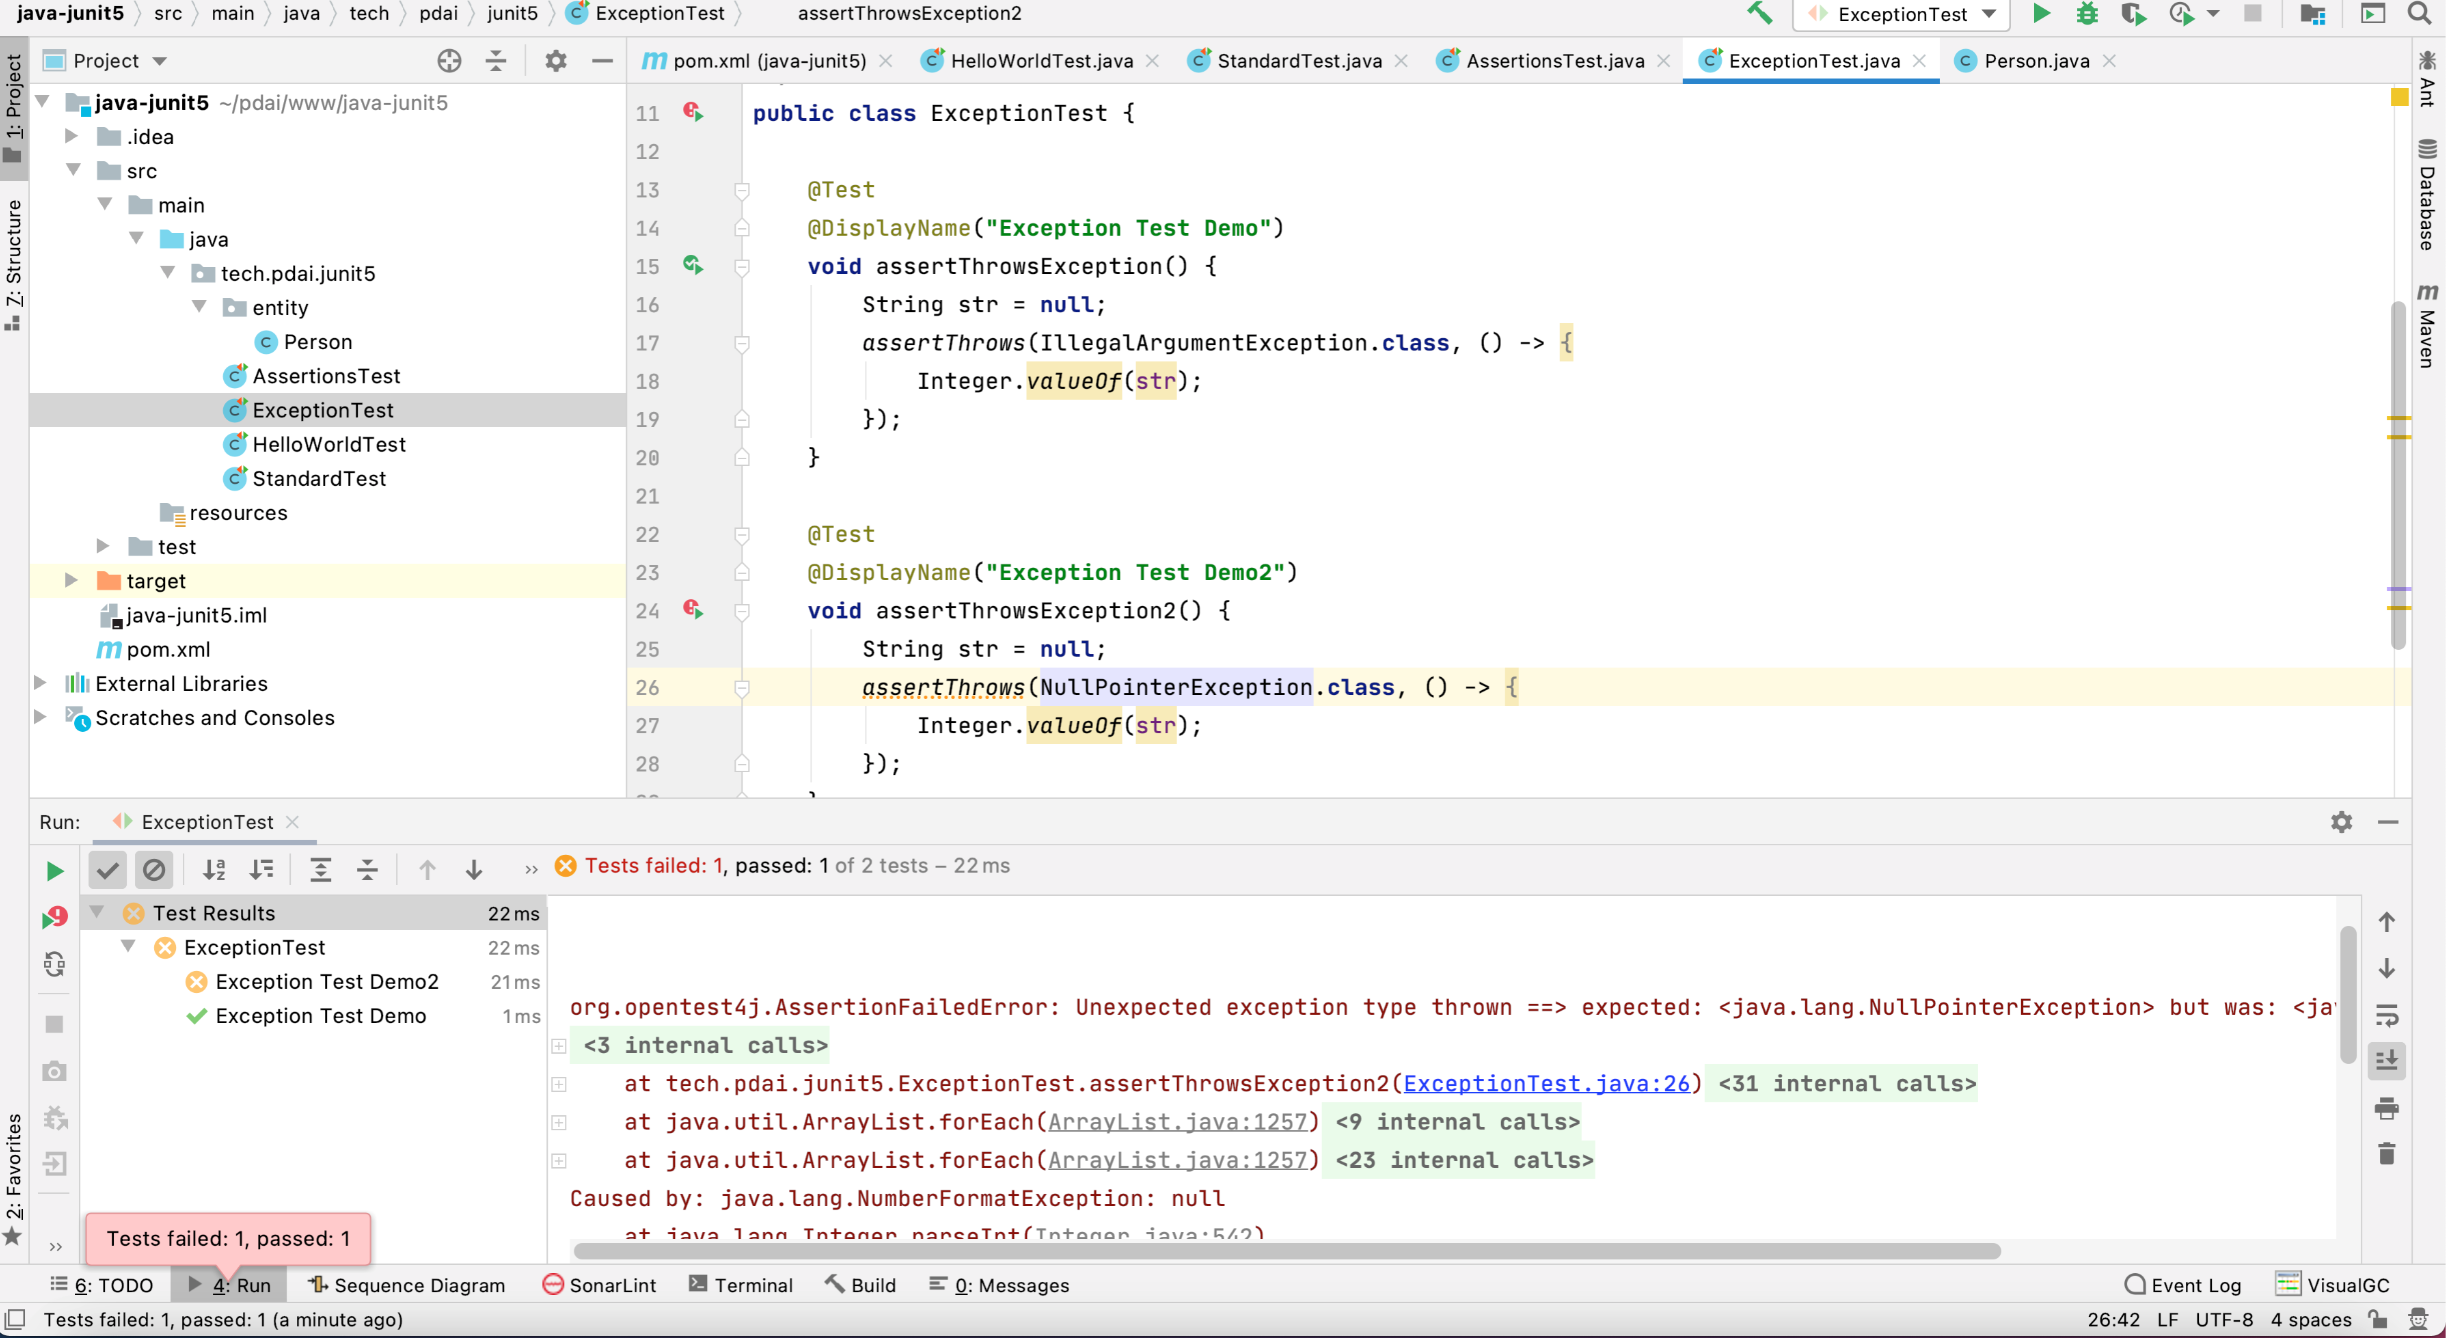 java-junit5 src main java tech pdai junit5 ExceptionTest assertThrowsException2
ExceptionTest
1: Project
7: Structure
2: Favorites
Project
java-junit5 ~/pdai/www/java-junit5
.idea
src
main
java
tech.pdai.junit5
entity
Person
AssertionsTest
ExceptionTest
HelloWorldTest
StandardTest
resources
test
target
java-junit5.iml
pom.xml
External Libraries
Scratches and Consoles
pom.xml (java-junit5) HelloWorldTest.java StandardTest.java AssertionsTest.java ExceptionTest.java Person.java
11 public class ExceptionTest {
12
13 @Test
14 @DisplayName("Exception Test Demo")
15 void assertThrowsException() {
16 String str = null;
17 assertThrows(IllegalArgumentException.class, () -> {
18 Integer.valueOf(str);
19 });
20 }
21
22 @Test
23 @DisplayName("Exception Test Demo2")
24 void assertThrowsException2() {
25 String str = null;
26 assertThrows(NullPointerException.class, () -> {
27 Integer.valueOf(str);
28 });
Ant
Database
Maven
Run: ExceptionTest
Tests failed: 1, passed: 1 of 2 tests – 22 ms
Test Results 22 ms
ExceptionTest 22 ms
Exception Test Demo2 21 ms
Exception Test Demo 1 ms
org.opentest4j.AssertionFailedError: Unexpected exception type thrown ==> expected: <java.lang.NullPointerException> but was: <ja
<3 internal calls>
at tech.pdai.junit5.ExceptionTest.assertThrowsException2(ExceptionTest.java:26) <31 internal calls>
at java.util.ArrayList.forEach(ArrayList.java:1257) <9 internal calls>
at java.util.ArrayList.forEach(ArrayList.java:1257) <23 internal calls>
Caused by: java.lang.NumberFormatException: null
at java.lang.Integer.parseInt(Integer.java:542)
Tests failed: 1, passed: 1
6: TODO 4: Run Sequence Diagram SonarLint Terminal Build 0: Messages Event Log VisualGC
Tests failed: 1, passed: 1 (a minute ago) 26:42 LF UTF-8 4 spaces